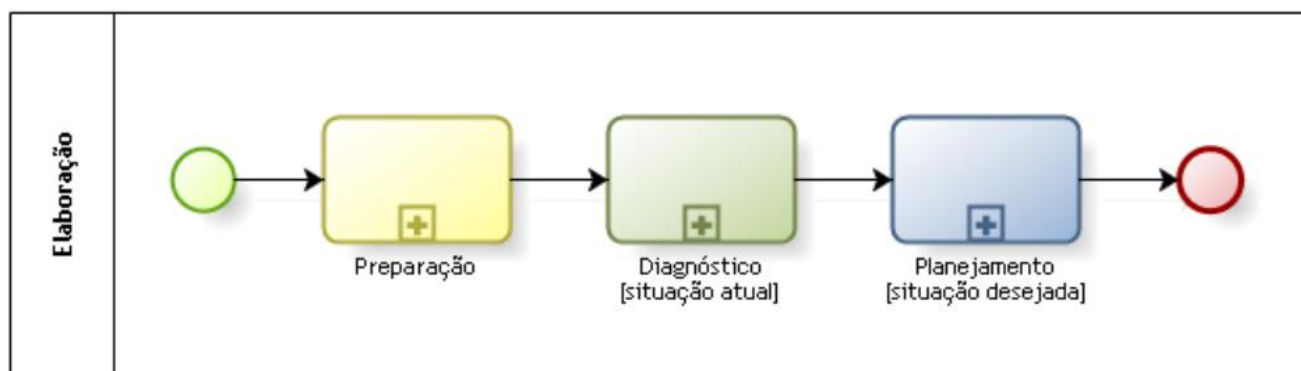 Elaboração
Preparação
Diagnóstico
[situação atual]
Planejamento
[situação desejada]